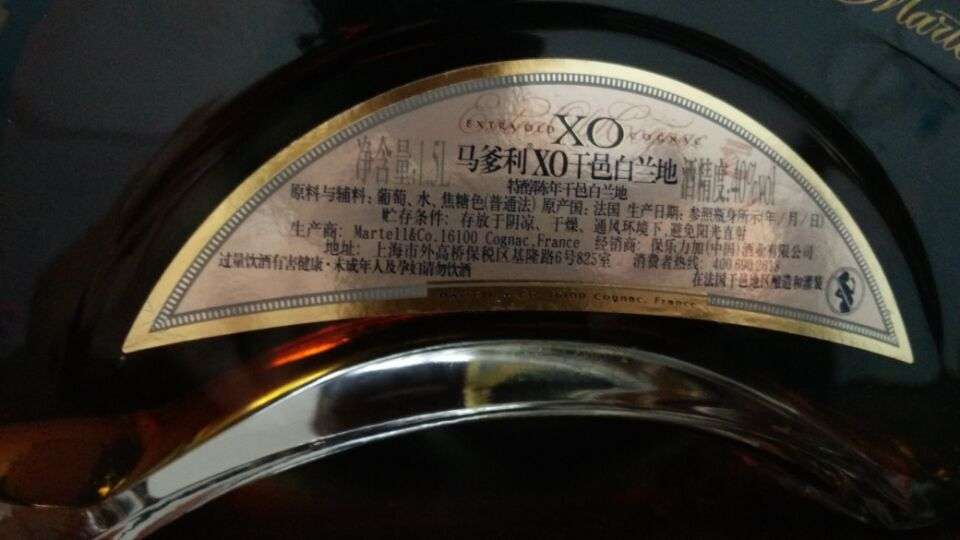 Marte
EXTRA OLD XO COGNAC
净含量:1.5L 马爹利XO干邑白兰地 酒精度:40%vol
特醇陈年干邑白兰地
原料与辅料: 葡萄、水、焦糖色(普通法) 原产国: 法国 生产日期: 参照瓶身所示(年/月/日)
贮存条件: 存放于阴凉、干燥、通风环境下,避免阳光直射
生产商: Martell&Co.16100 Cognac,France 经销商: 保乐力加(中国)酒业有限公司
地址: 上海市外高桥保税区基隆路6号825室 消费者热线:
过量饮酒有害健康·未成年人及孕妇请勿饮酒 在法国干邑地区酿造和灌装
16100 Cognac, France